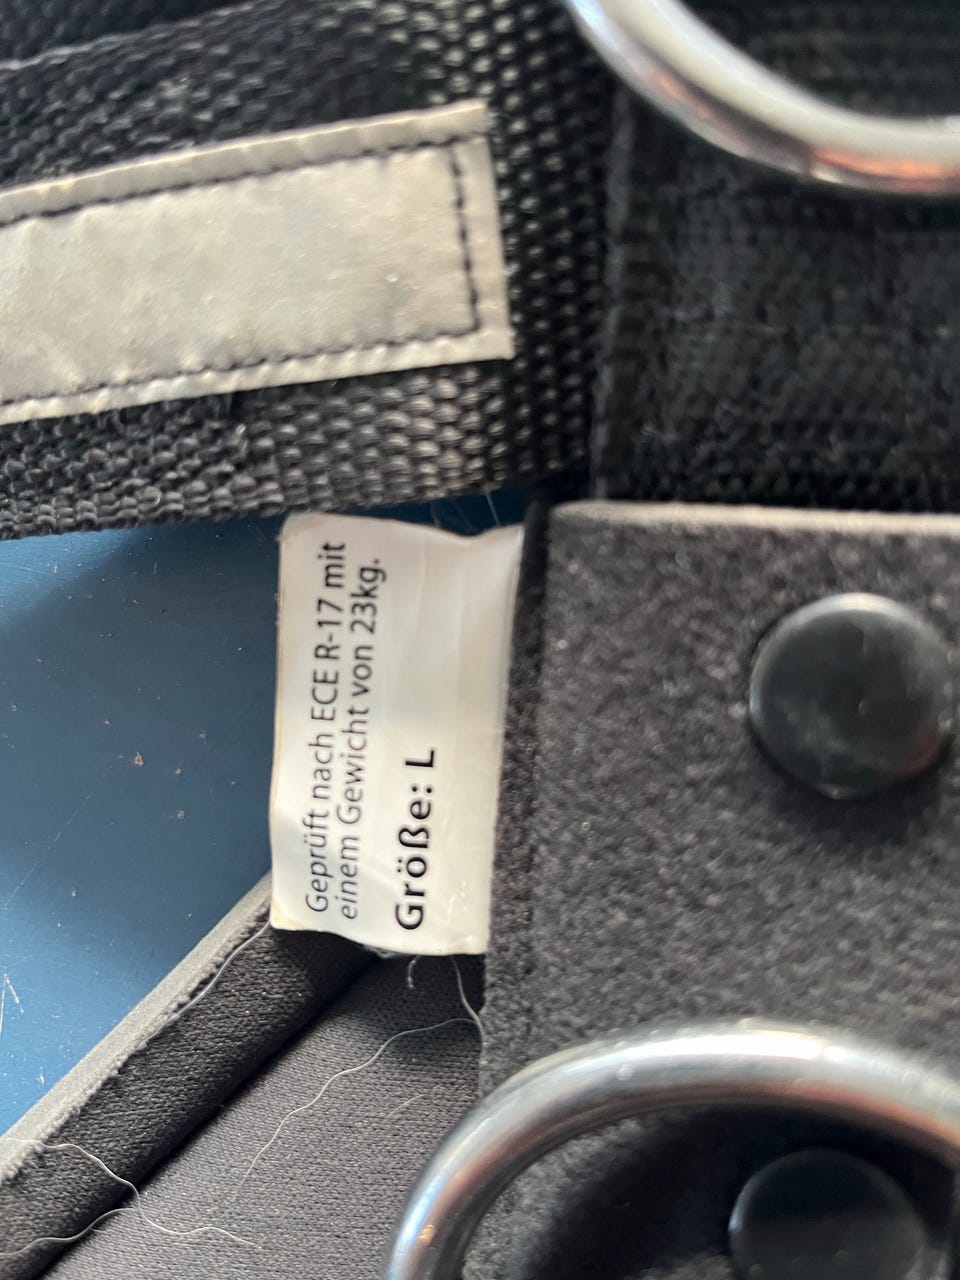 Geprüft nach ECE R-17 mit
einem Gewicht von 23kg.
Größe: L